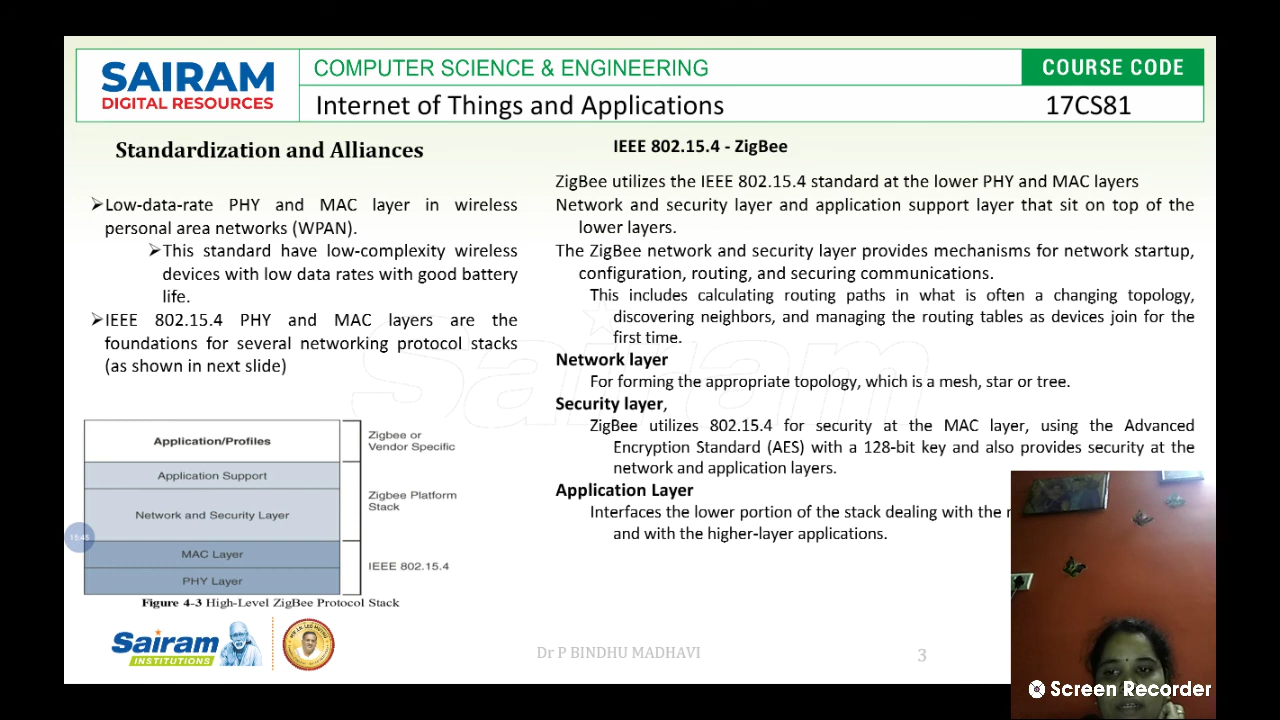 SAIRAM
DIGITAL RESOURCES
COMPUTER SCIENCE & ENGINEERING
COURSE CODE
Internet of Things and Applications
17CS81
Standardization and Alliances
➢Low-data-rate PHY and MAC layer in wireless
personal area networks (WPAN).
➢This standard have low-complexity wireless
devices with low data rates with good battery
life.
➢IEEE 802.15.4 PHY and MAC layers are the
foundations for several networking protocol stacks
(as shown in next slide)
Application/Profiles
Application Support
Network and Security Layer
MAC Layer
PHY Layer
Zigbee or
Vendor Specific
Zigbee Platform
Stack
IEEE 802.15.4
15:45
Figure 4-3 High-Level ZigBee Protocol Stack
IEEE 802.15.4 - ZigBee
ZigBee utilizes the IEEE 802.15.4 standard at the lower PHY and MAC layers
Network and security layer and application support layer that sit on top of the
lower layers.
The ZigBee network and security layer provides mechanisms for network startup,
configuration, routing, and securing communications.
This includes calculating routing paths in what is often a changing topology,
discovering neighbors, and managing the routing tables as devices join for the
first time.
Network layer
For forming the appropriate topology, which is a mesh, star or tree.
Security layer,
ZigBee utilizes 802.15.4 for security at the MAC layer, using the Advanced
Encryption Standard (AES) with a 128-bit key and also provides security at the
network and application layers.
Application Layer
Interfaces the lower portion of the stack dealing with the
and with the higher-layer applications.
Sairam
Sairam
INSTITUTIONS
Dr P BINDHU MADHAVI
3
Screen Recorder